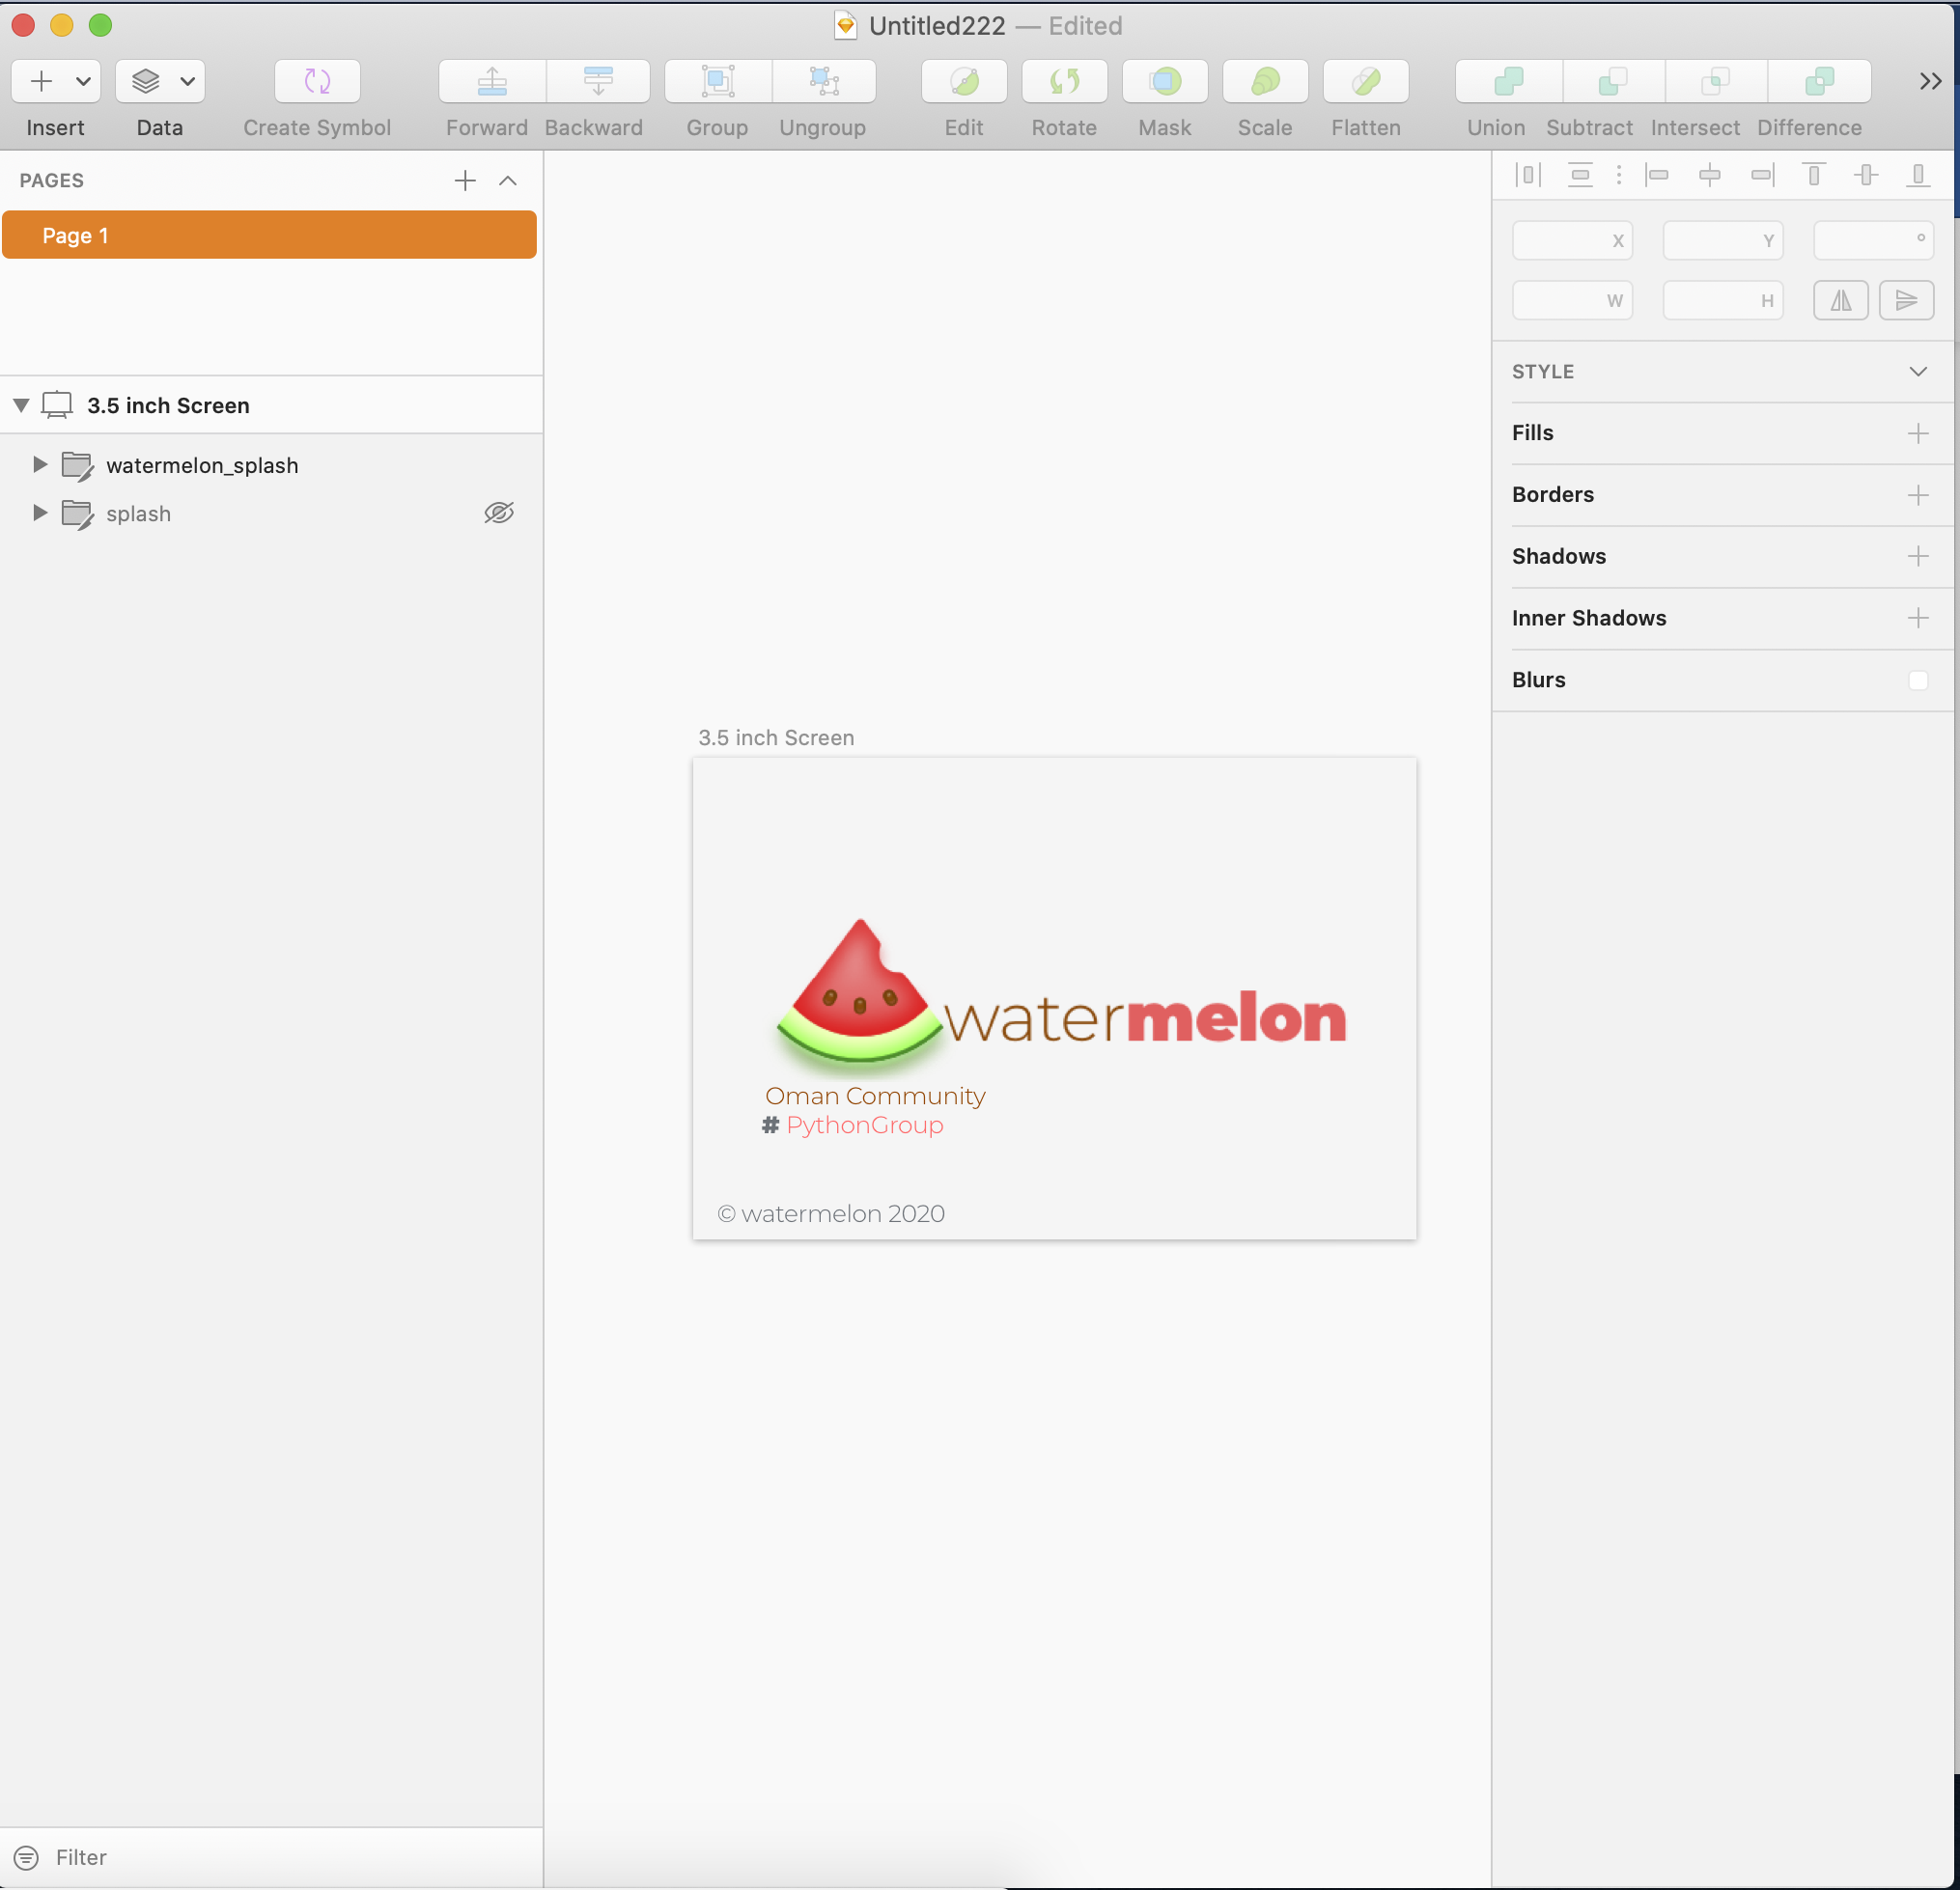 Untitled222 — Edited
Insert Data Create Symbol Forward Backward Group Ungroup Edit Rotate Mask Scale Flatten Union Subtract Intersect Difference
PAGES
Page 1
3.5 inch Screen
watermelon_splash
splash
Filter
3.5 inch Screen
watermelon
Oman Community
# PythonGroup
© watermelon 2020
X Y °
W H
STYLE
Fills
Borders
Shadows
Inner Shadows
Blurs